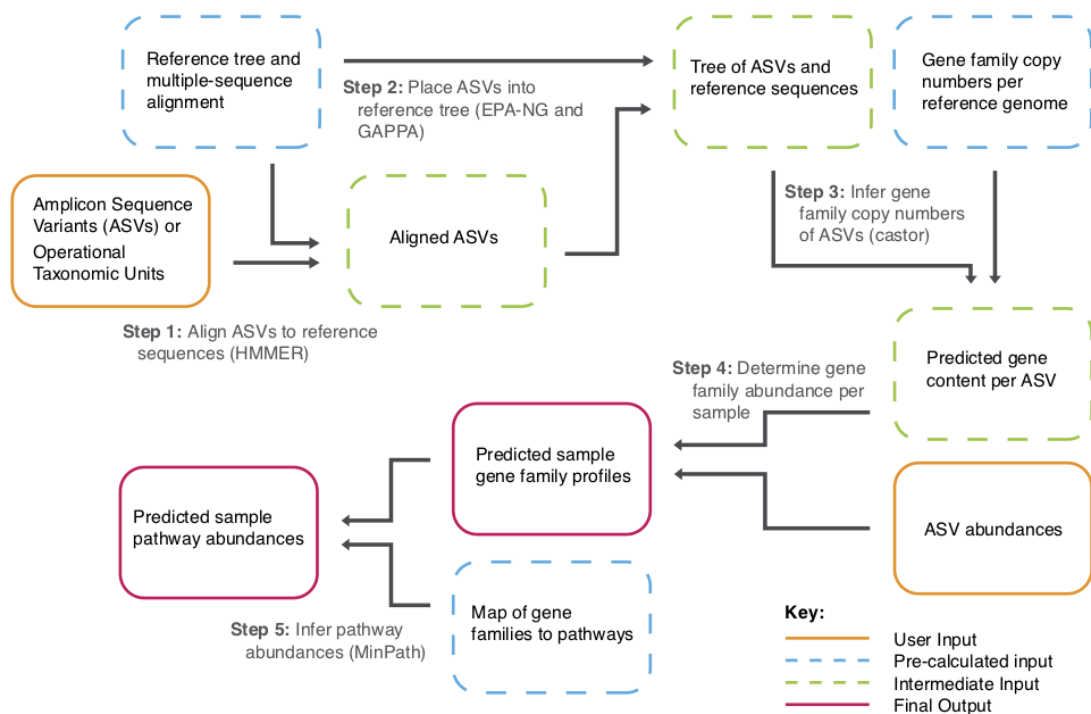 Reference tree and
multiple-sequence
alignment
Step 2: Place ASVs into
reference tree (EPA-NG and
GAPPA)
Tree of ASVs and
reference sequences
Gene family copy
numbers per
reference genome
Amplicon Sequence
Variants (ASVs) or
Operational
Taxonomic Units
Aligned ASVs
Step 3: Infer gene
family copy numbers
of ASVs (castor)
Step 1: Align ASVs to reference
sequences (HMMER)
Step 4: Determine gene
family abundance per
sample
Predicted gene
content per ASV
Predicted sample
gene family profiles
Predicted sample
pathway abundances
ASV abundances
Map of gene
families to pathways
Step 5: Infer pathway
abundances (MinPath)
Key:
User Input
Pre-calculated input
Intermediate Input
Final Output